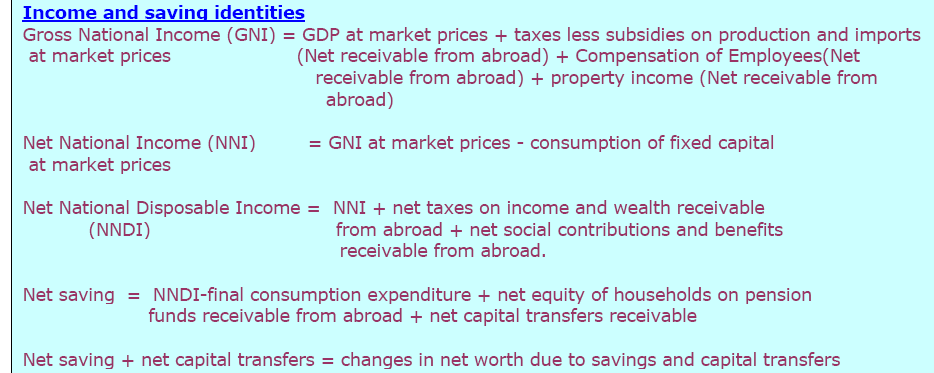 Income and saving identities
Gross National Income (GNI) = GDP at market prices + taxes less subsidies on production and imports
at market prices (Net receivable from abroad) + Compensation of Employees(Net
receivable from abroad) + property income (Net receivable from
abroad)
Net National Income (NNI) = GNI at market prices - consumption of fixed capital
at market prices
Net National Disposable Income = NNI + net taxes on income and wealth receivable
(NNDI) from abroad + net social contributions and benefits
receivable from abroad.
Net saving = NNDI-final consumption expenditure + net equity of households on pension
funds receivable from abroad + net capital transfers receivable
Net saving + net capital transfers = changes in net worth due to savings and capital transfers